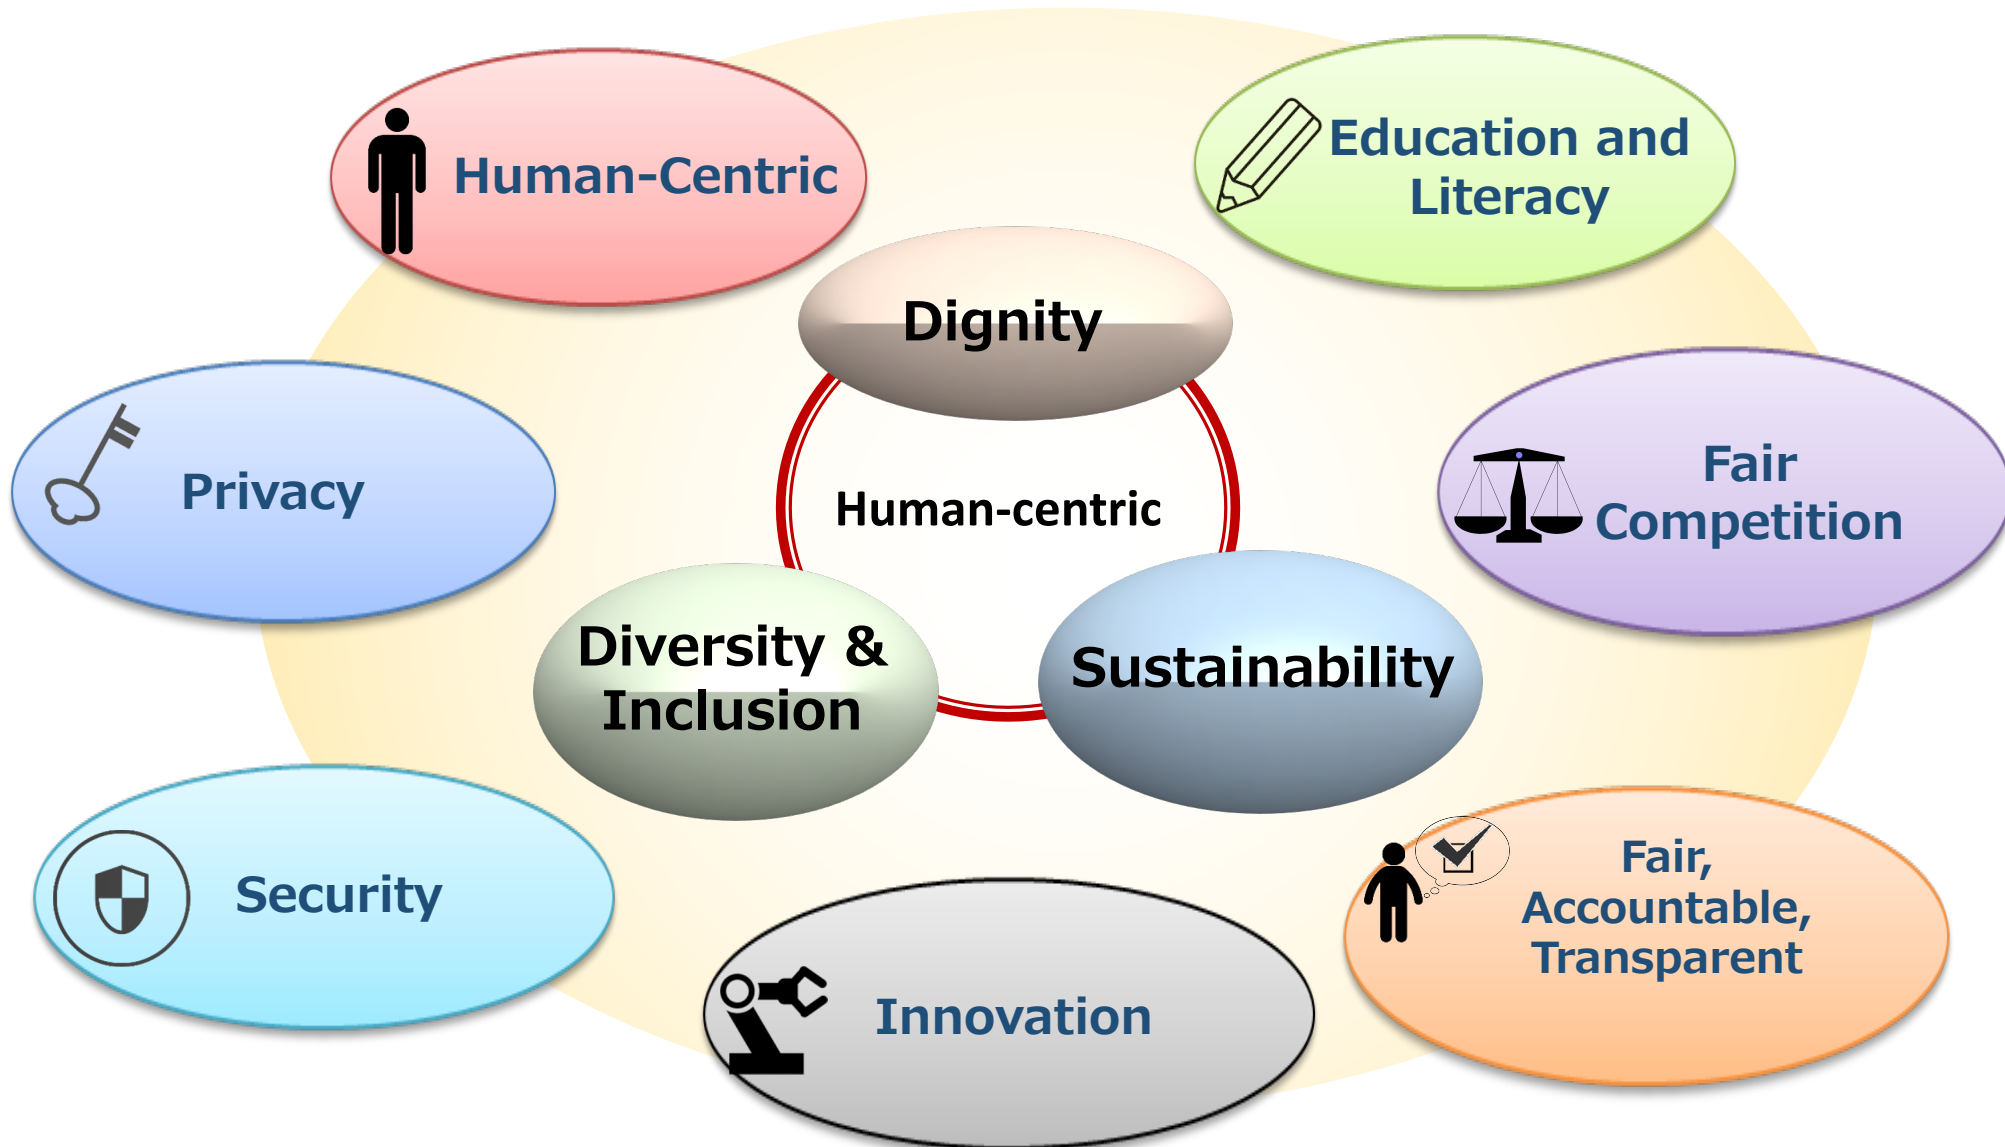 Human-Centric
Education and
Literacy
Dignity
Privacy
Human-centric
Fair
Competition
Diversity &
Inclusion
Sustainability
Security
Fair,
Accountable,
Transparent
Innovation